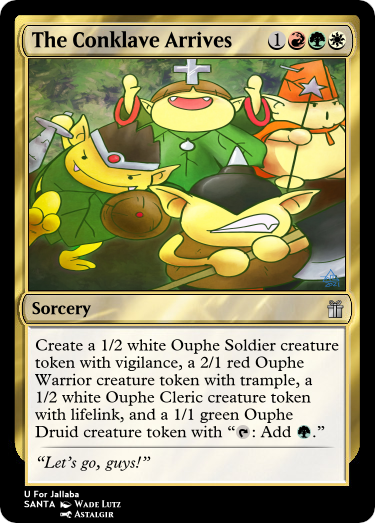 The Conklave Arrives 1
Sorcery
Create a 1/2 white Ouphe Soldier creature
token with vigilance, a 2/1 red Ouphe
Warrior creature token with trample, a
1/2 white Ouphe Cleric creature token
with lifelink, and a 1/1 green Ouphe
Druid creature token with “: Add .”
“Let’s go, guys!”
U For Jallaba
SANTA Wade Lutz
Astalgir